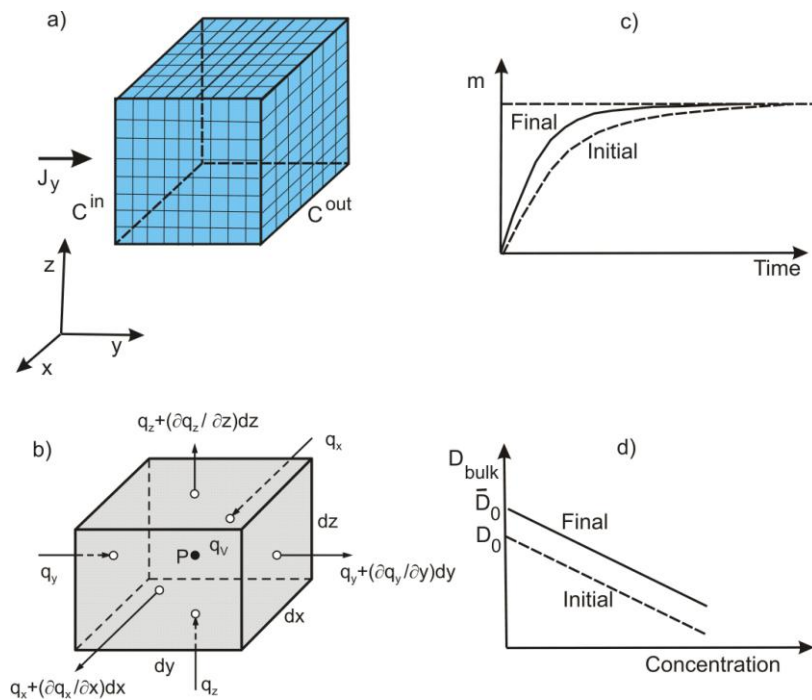 a)
J_y
C^in
C^out
z
y
x
c)
m
Final
Initial
Time
b)
q_z+(∂q_z/∂z)dz
q_x
dz
P
q_v
q_y
q_y+(∂q_y/∂y)dy
dx
dy
q_z
q_x+(∂q_x/∂x)dx
d)
D_bulk
D̄_0
D_0
Final
Initial
Concentration